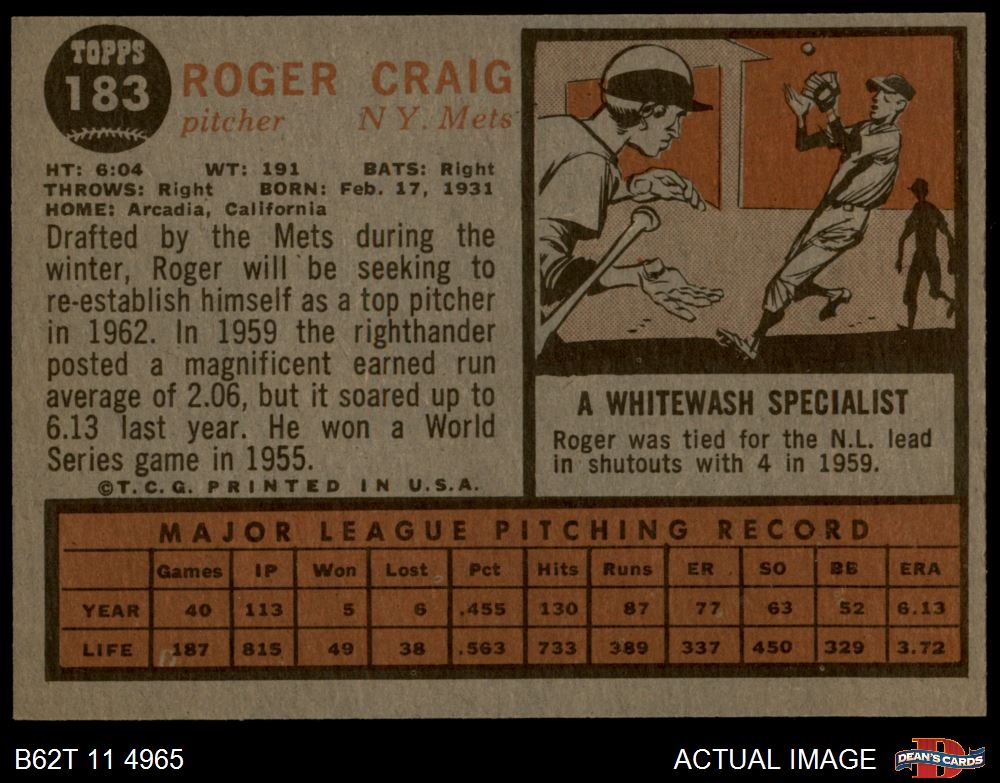 TOPPS
183
ROGER CRAIG
pitcher N Y. Mets
HT: 6:04 WT: 191 BATS: Right
THROWS: Right BORN: Feb. 17, 1931
HOME: Arcadia, California
Drafted by the Mets during the
winter, Roger will be seeking to
re-establish himself as a top pitcher
in 1962. In 1959 the righthander
posted a magnificent earned run
average of 2.06, but it soared up to
6.13 last year. He won a World
Series game in 1955.
©T.C.G. PRINTED IN U.S.A.
A WHITEWASH SPECIALIST
Roger was tied for the N.L. lead
in shutouts with 4 in 1959.
MAJOR LEAGUE PITCHING RECORD
Games IP Won Lost Pct Hits Runs ER SO BB ERA
YEAR 40 113 5 6 .455 130 87 77 63 52 6.13
LIFE 187 815 49 38 .563 733 389 337 450 329 3.72
B62T 11 4965
ACTUAL IMAGE
D
DEAN'S CARDS